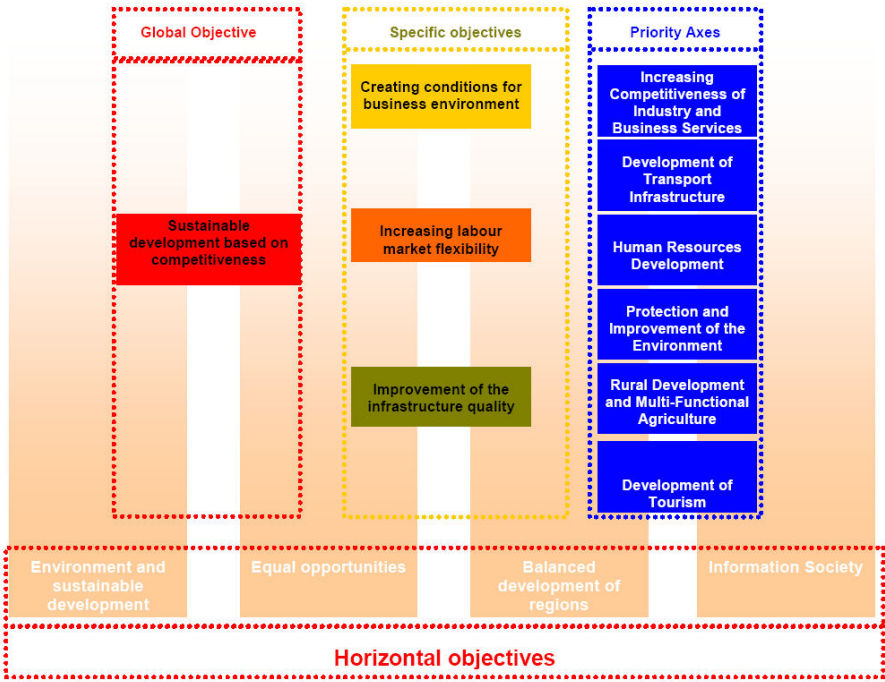 Global Objective
Specific objectives
Priority Axes
Sustainable
development based on
competitiveness
Creating conditions for
business environment
Increasing labour
market flexibility
Improvement of the
infrastructure quality
Increasing
Competitiveness of
Industry and
Business Services
Development of
Transport
Infrastructure
Human Resources
Development
Protection and
Improvement of the
Environment
Rural Development
and Multi-Functional
Agriculture
Development of
Tourism
Environment and
sustainable
development
Equal opportunities
Balanced
development of
regions
Information Society
Horizontal objectives